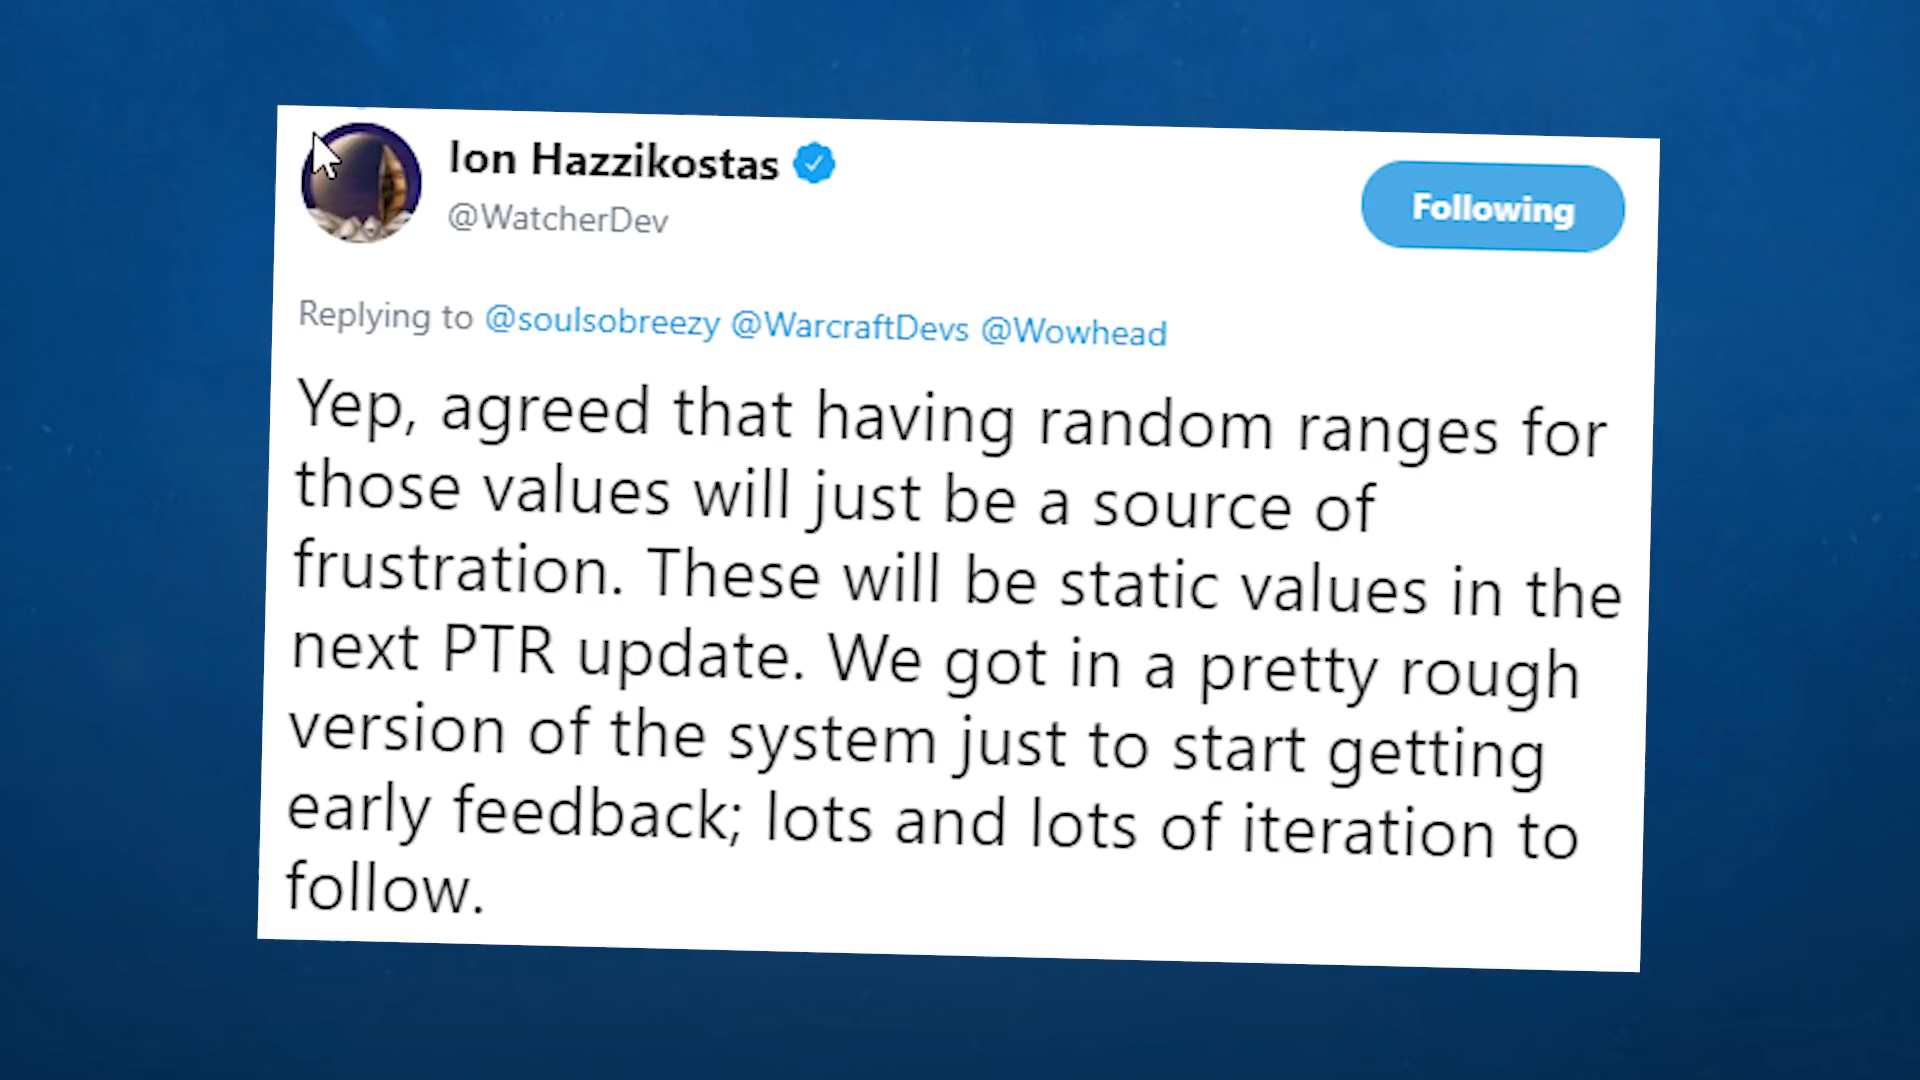 Ion Hazzikostas
@WatcherDev
Following
Replying to @soulsobreezy @WarcraftDevs @Wowhead
Yep, agreed that having random ranges for
those values will just be a source of
frustration. These will be static values in the
next PTR update. We got in a pretty rough
version of the system just to start getting
early feedback; lots and lots of iteration to
follow.